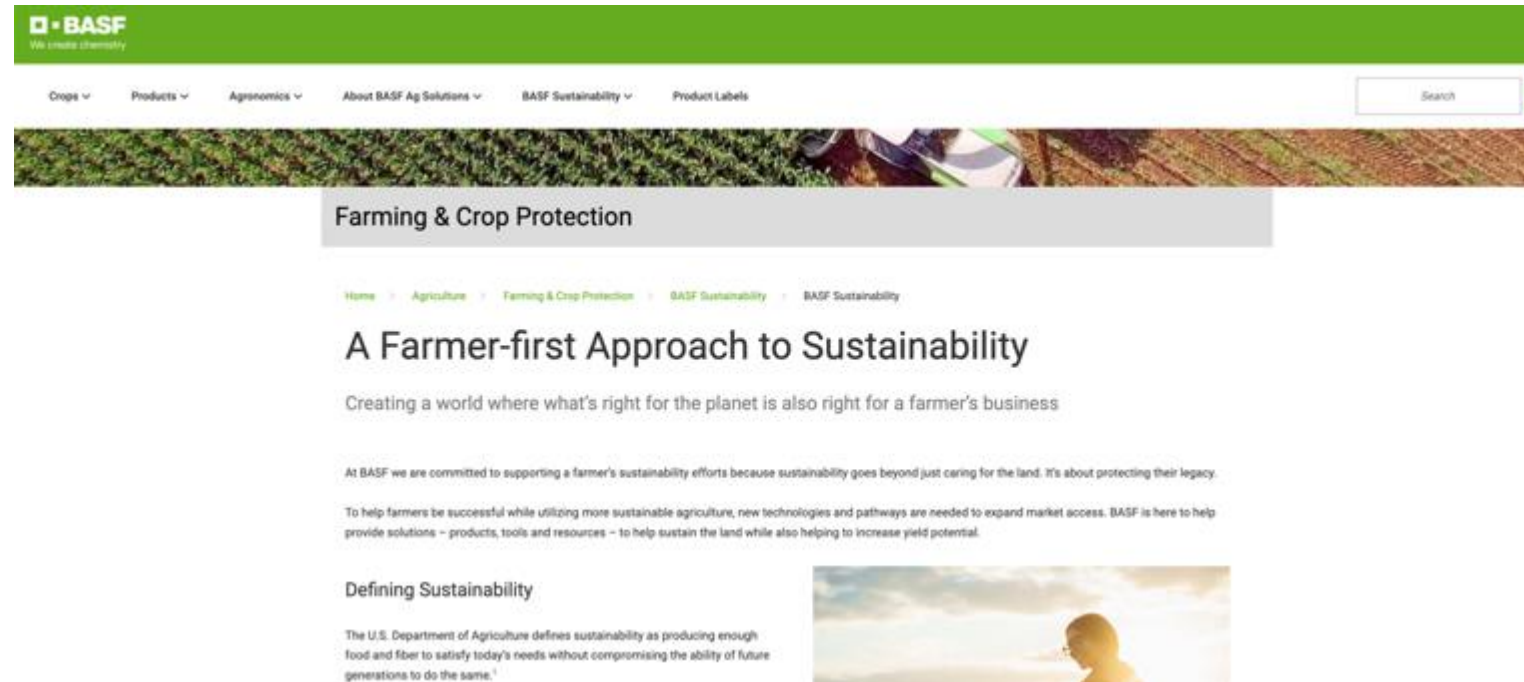 BASF
We create chemistry
Crops
Products
Agronomics
About BASF Ag Solutions
BASF Sustainability
Product Labels
Search
Farming & Crop Protection
Home
Agriculture
Farming & Crop Protection
BASF Sustainability
BASF Sustainability
A Farmer-first Approach to Sustainability
Creating a world where what's right for the planet is also right for a farmer's business
At BASF we are committed to supporting a farmer's sustainability efforts because sustainability goes beyond just caring for the land. It's about protecting their legacy.
To help farmers be successful while utilizing more sustainable agriculture, new technologies and pathways are needed to expand market access. BASF is here to help
provide solutions – products, tools and resources – to help sustain the land while also helping to increase yield potential.
Defining Sustainability
The U.S. Department of Agriculture defines sustainability as producing enough
food and fiber to satisfy today's needs without compromising the ability of future
generations to do the same.¹